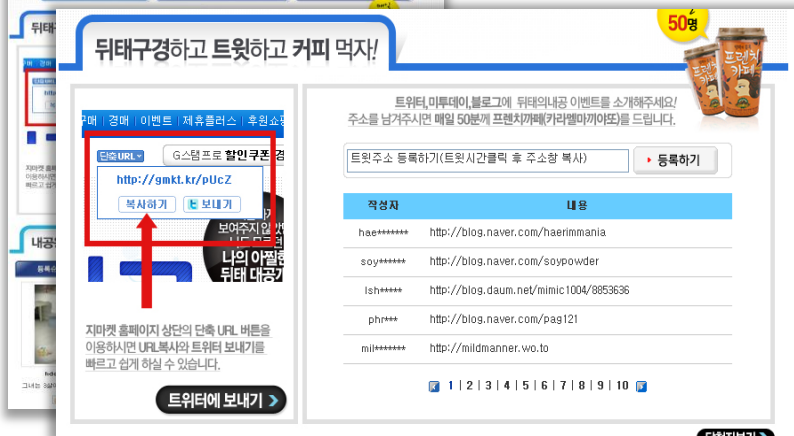 뒤태구경하고 트윗하고 커피 먹자!
50명
프렌치
카페
구매 | 경매 | 이벤트 | 제휴플러스 | 후원쇼핑
단축URL
G스탬프로 할인쿠폰
http://gmkt.kr/pUcZ
복사하기
보내기
보여주지 않았
나의 아찔한
뒤태 대공개
지마켓 홈페이지 상단의 단축 URL 버튼을
이용하시면 URL복사와 트위터 보내기를
빠르고 쉽게 하실 수 있습니다.
트위터에 보내기
트위터,미투데이,블로그에 뒤태의내공 이벤트를 소개해주세요!
주소를 남겨주시면 매일 50분께 프렌치까페(카라멜마끼야또)를 드립니다.
트윗주소 등록하기(트윗시간클릭 후 주소창 복사)
등록하기
작성자 내용
hae******* http://blog.naver.com/haerimmania
soy****** http://blog.naver.com/soypowder
lsh***** http://blog.daum.net/mimic1004/8853636
phr*** http://blog.naver.com/pag121
mil******* http://mildmanner.wo.to
1 | 2 | 3 | 4 | 5 | 6 | 7 | 8 | 9 | 10